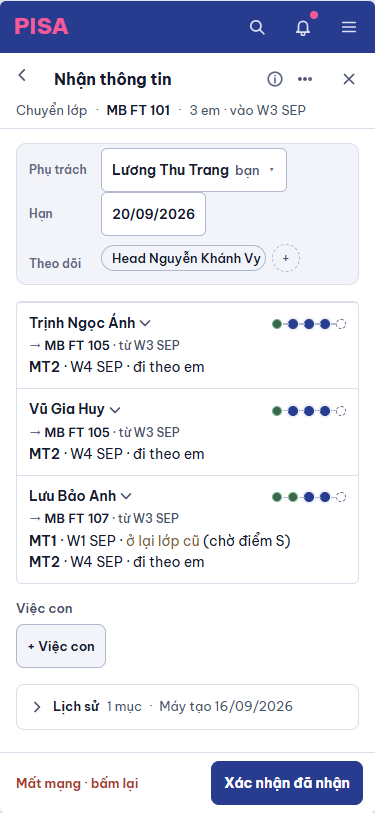 PISA
Nhận thông tin
Chuyển lớp · MB FT 101 · 3 em · vào W3 SEP
Phụ trách Lương Thu Trang bạn
Hạn 20/09/2026
Theo dõi Head Nguyễn Khánh Vy +
Trịnh Ngọc Ánh
→ MB FT 105 · từ W3 SEP
MT2 · W4 SEP · đi theo em
Vũ Gia Huy
→ MB FT 105 · từ W3 SEP
MT2 · W4 SEP · đi theo em
Lưu Bảo Anh
→ MB FT 107 · từ W3 SEP
MT1 · W1 SEP · ở lại lớp cũ (chờ điểm S)
MT2 · W4 SEP · đi theo em
Việc con
+ Việc con
Lịch sử 1 mục · Máy tạo 16/09/2026
Mất mạng · bấm lại
Xác nhận đã nhận